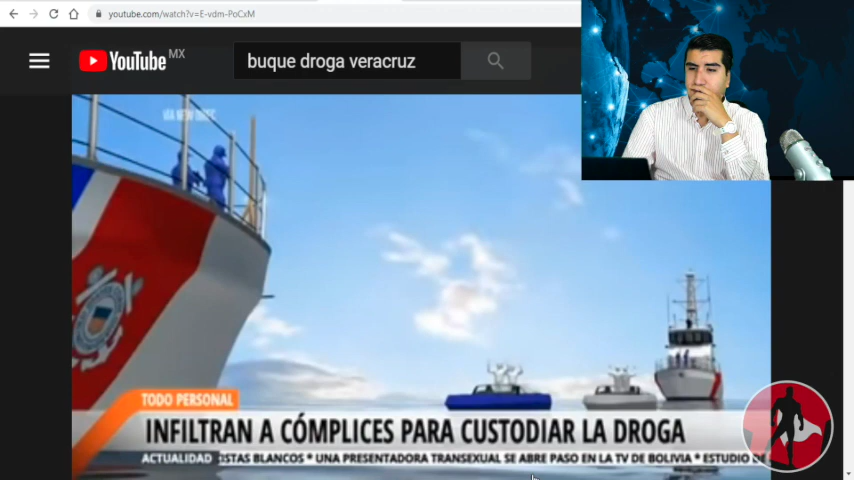 youtube.com/watch?v=E-vdm-PoCxM
YouTube MX
buque droga veracruz
TODO PERSONAL
INFILTRAN A CÓMPLICES PARA CUSTODIAR LA DROGA
ACTUALIDAD OSTAS BLANCOS * UNA PRESENTADORA TRANSEXUAL SE ABRE PASO EN LA TV DE BOLIVIA * ESTUDIO DE